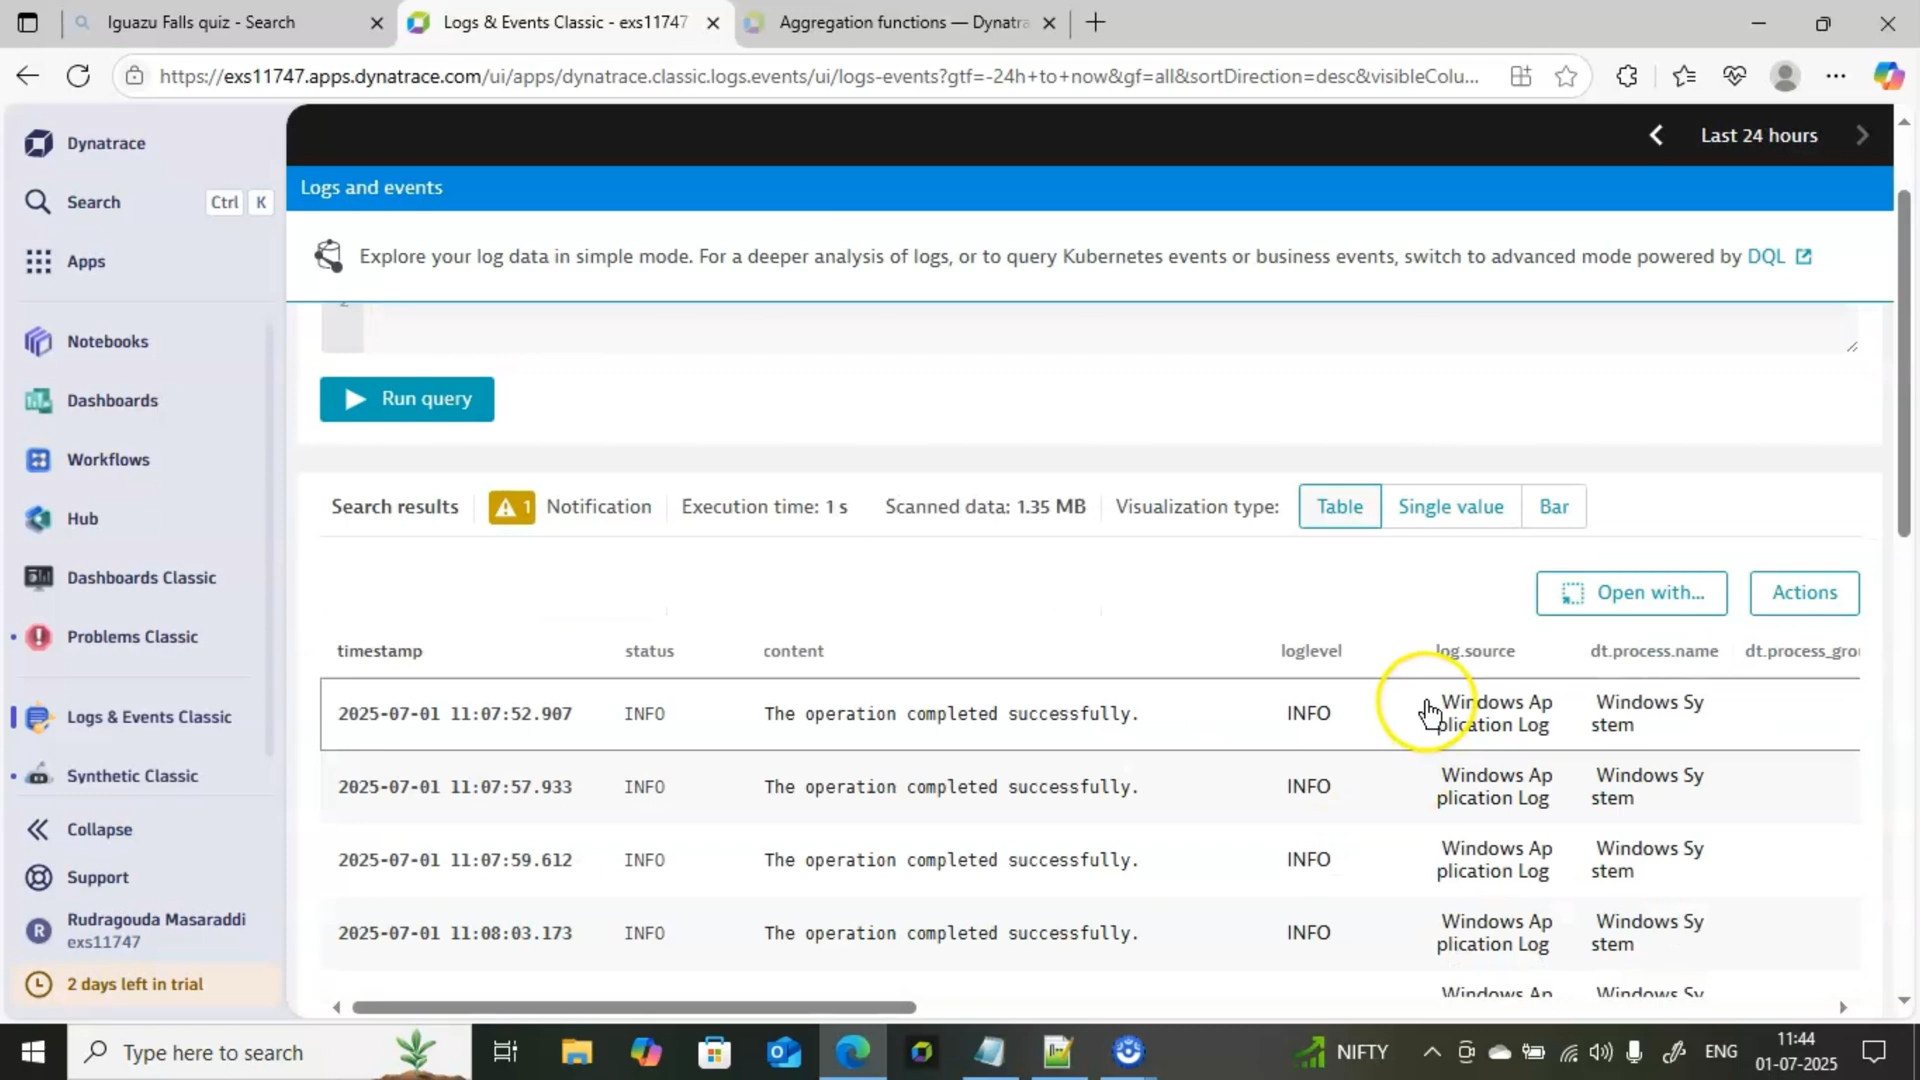 Iguazu Falls quiz - Search
Logs & Events Classic - exs11747
Aggregation functions — Dynatra
https://exs11747.apps.dynatrace.com/ui/apps/dynatrace.classic.logs.events/ui/logs-events?gtf=-24h+to+now&gf=all&sortDirection=desc&visibleColu...
Dynatrace
Search Ctrl K
Apps
Notebooks
Dashboards
Workflows
Hub
Dashboards Classic
Problems Classic
Logs & Events Classic
Synthetic Classic
Collapse
Support
Rudragouda Masaraddi
exs11747
R
2 days left in trial
Last 24 hours
Logs and events
Explore your log data in simple mode. For a deeper analysis of logs, or to query Kubernetes events or business events, switch to advanced mode powered by DQL
2
Run query
Search results 1 Notification Execution time: 1 s Scanned data: 1.35 MB Visualization type: Table Single value Bar
Open with... Actions
timestamp status content loglevel log.source dt.process.name dt.process_gro
2025-07-01 11:07:52.907 INFO The operation completed successfully. INFO Windows Ap Windows Sy
plication Log stem
2025-07-01 11:07:57.933 INFO The operation completed successfully. INFO Windows Ap Windows Sy
plication Log stem
2025-07-01 11:07:59.612 INFO The operation completed successfully. INFO Windows Ap Windows Sy
plication Log stem
2025-07-01 11:08:03.173 INFO The operation completed successfully. INFO Windows Ap Windows Sy
plication Log stem
Windows Ap Windows Sy
Type here to search
NIFTY
ENG
11:44
01-07-2025